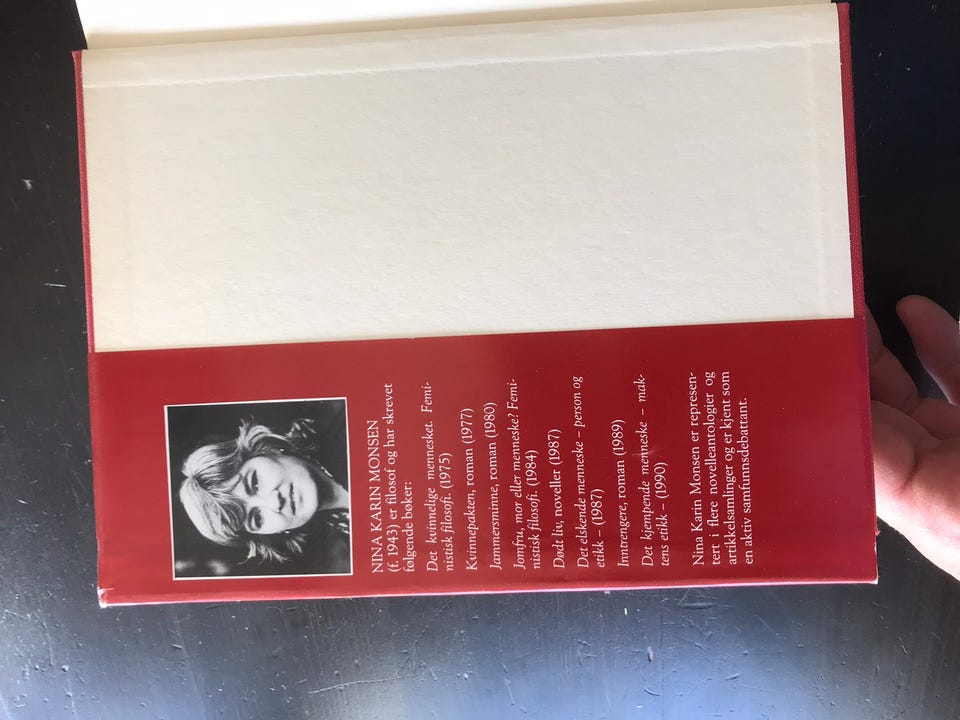 NINA KARIN MONSEN
(f. 1943) er filosof og har skrevet
følgende bøker:
Det kvinnelige mennesket. Femi-
nistisk filosofi. (1975)
Kvinnepakten, roman (1977)
Jammersminne, roman (1980)
Jomfru, mor eller menneske? Femi-
nistisk filosofi. (1984)
Dødt liv, noveller (1987)
Det elskende menneske – person og
etikk – (1987)
Inntrengere, roman (1989)
Det kjempende menneske – mak-
tens etikk – (1990)
Nina Karin Monsen er represen-
tert i flere novelleantologier og
artikkelsamlinger og er kjent som
en aktiv samfunnsdebattant.